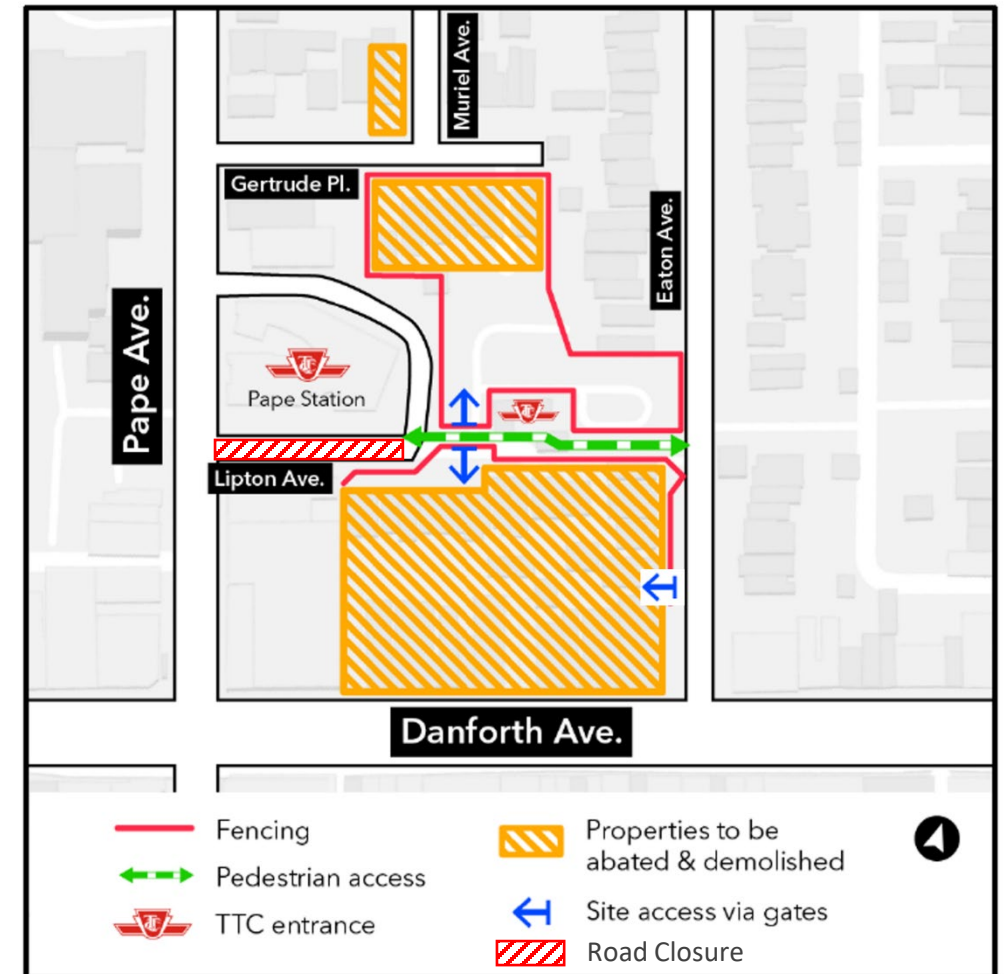 Muriel Ave.
Gertrude Pl.
Eaton Ave.
Pape Ave.
Pape Station
Lipton Ave.
Danforth Ave.
Fencing
Pedestrian access
TTC entrance
Properties to be
abated & demolished
Site access via gates
Road Closure